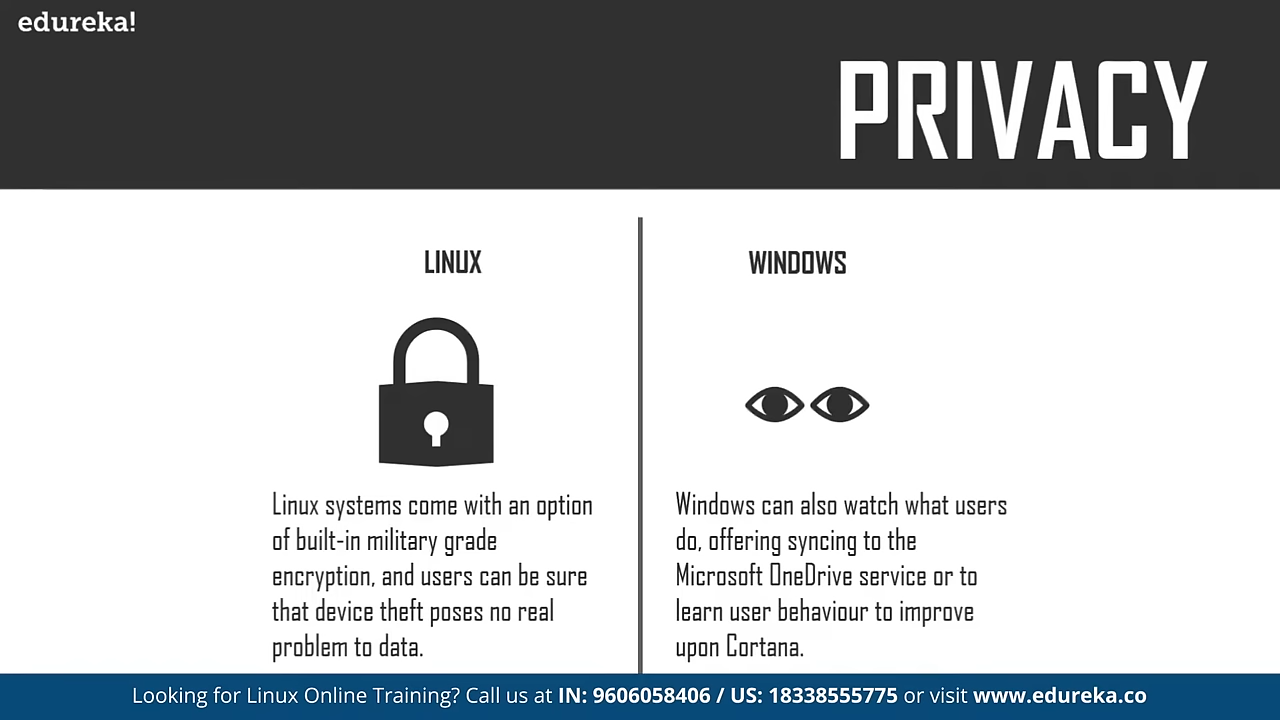 edureka!
PRIVACY
LINUX
Linux systems come with an option
of built-in military grade
encryption, and users can be sure
that device theft poses no real
problem to data.
WINDOWS
Windows can also watch what users
do, offering syncing to the
Microsoft OneDrive service or to
learn user behaviour to improve
upon Cortana.
Looking for Linux Online Training? Call us at IN: 9606058406 / US: 18338555775 or visit www.edureka.co